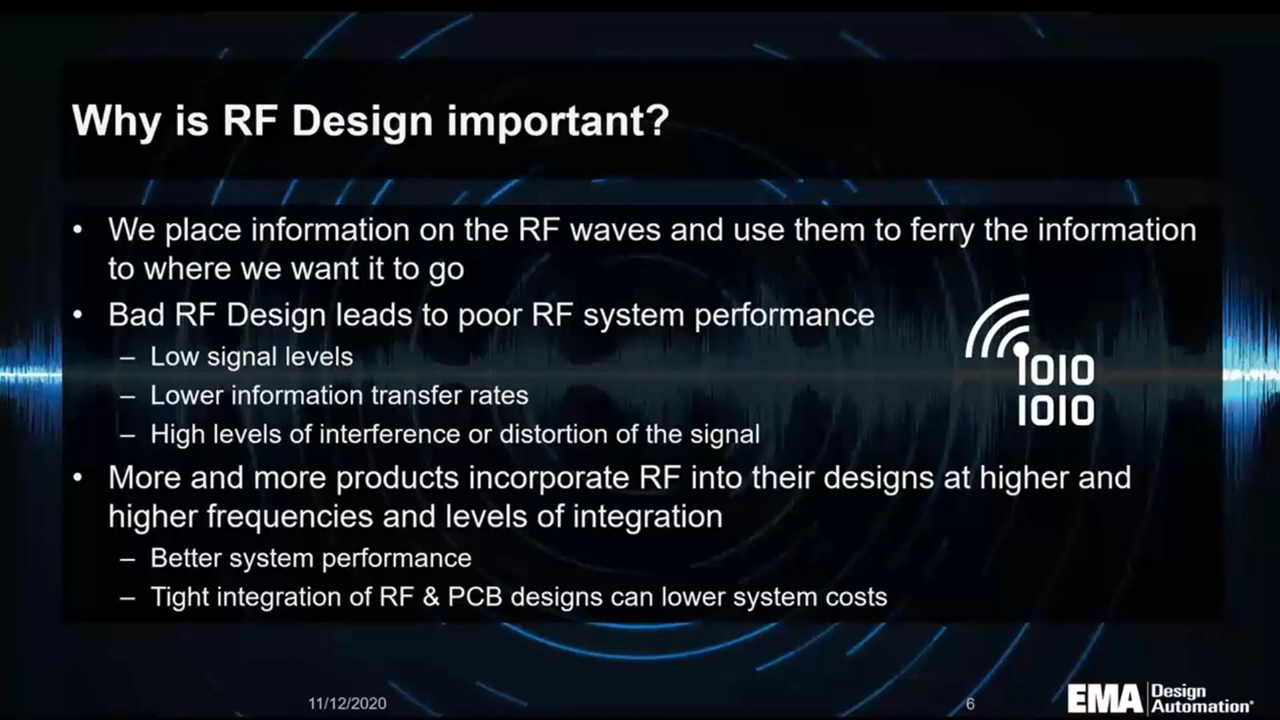 Why is RF Design important?
• We place information on the RF waves and use them to ferry the information
to where we want it to go
• Bad RF Design leads to poor RF system performance
– Low signal levels
– Lower information transfer rates
– High levels of interference or distortion of the signal
1010
1010
• More and more products incorporate RF into their designs at higher and
higher frequencies and levels of integration
– Better system performance
– Tight integration of RF & PCB designs can lower system costs
11/12/2020
6
EMA Design
Automation®